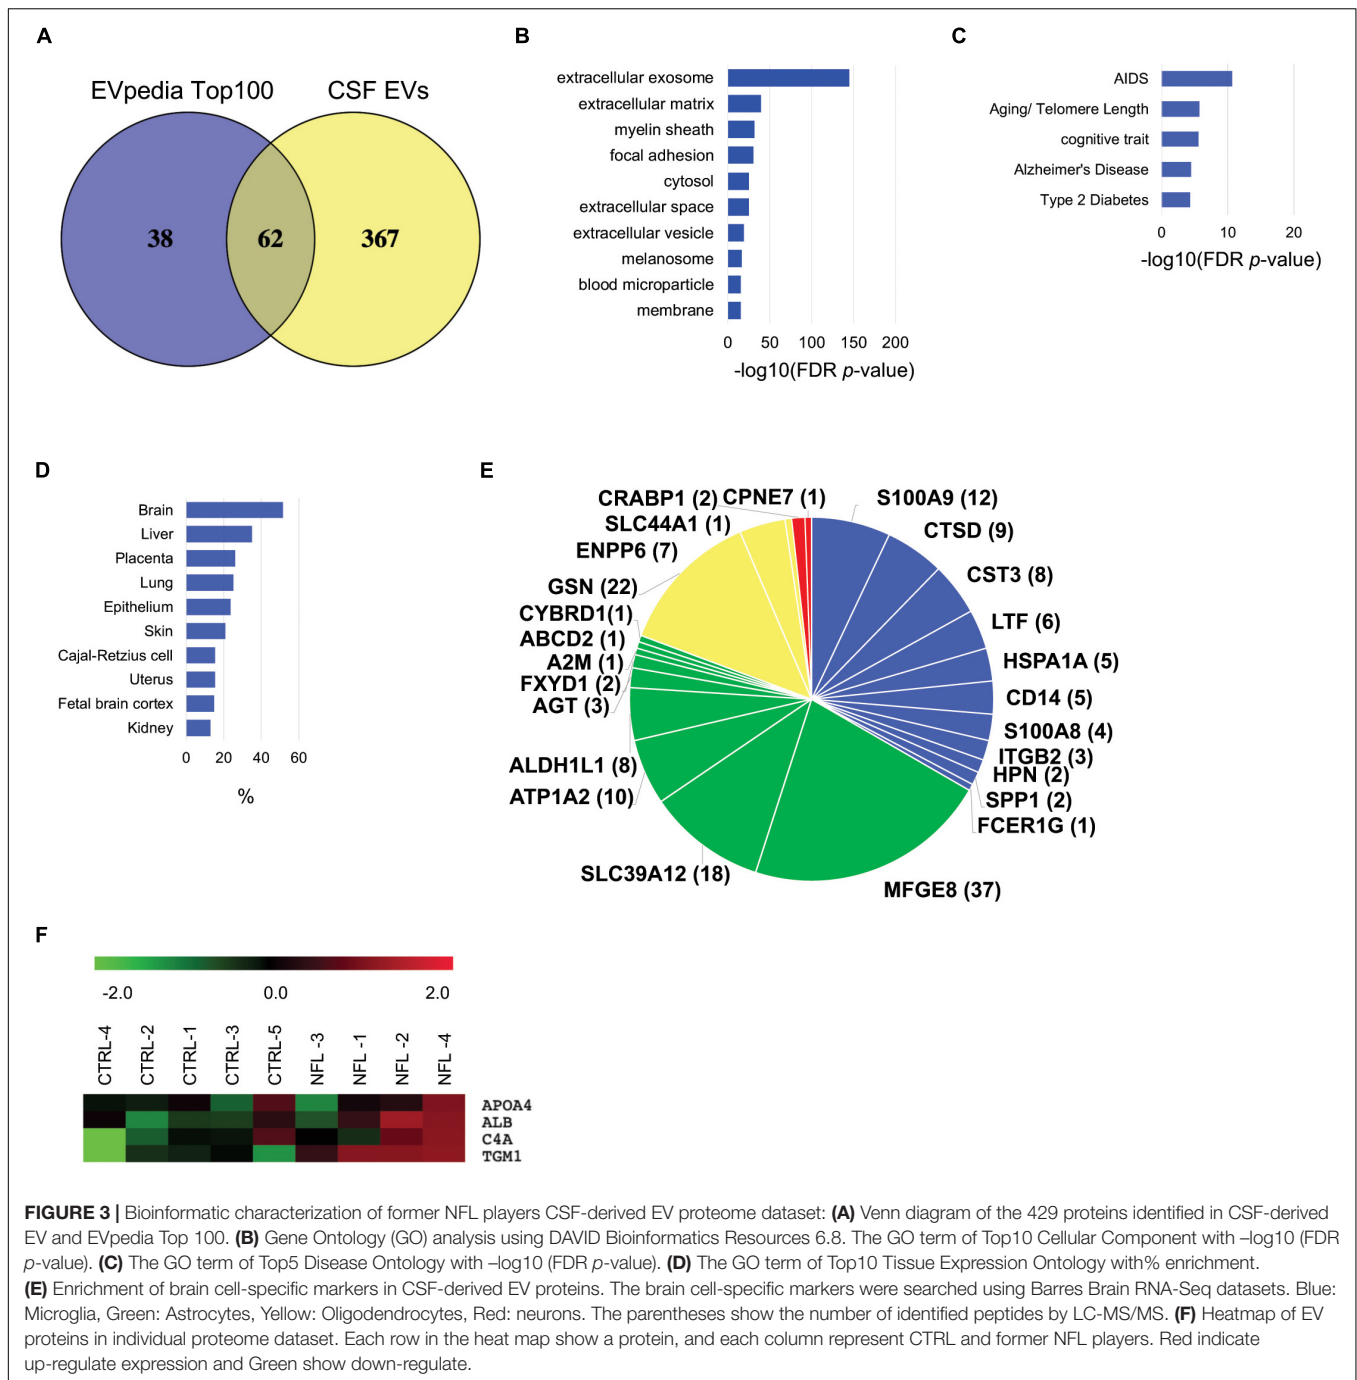 A
EVpedia Top100
CSF EVs
38
62
367
B
extracellular exosome
extracellular matrix
myelin sheath
focal adhesion
cytosol
extracellular space
extracellular vesicle
melanosome
blood microparticle
membrane
0 50 100 150 200
-log10(FDR p-value)
C
AIDS
Aging/ Telomere Length
cognitive trait
Alzheimer's Disease
Type 2 Diabetes
0 10 20
-log10(FDR p-value)
D
Brain
Liver
Placenta
Lung
Epithelium
Skin
Cajal-Retzius cell
Uterus
Fetal brain cortex
Kidney
0 20 40 60
%
E
CRABP1 (2)
CPNE7 (1)
SLC44A1 (1)
ENPP6 (7)
GSN (22)
CYBRD1(1)
ABCD2 (1)
A2M (1)
FXYD1 (2)
AGT (3)
ALDH1L1 (8)
ATP1A2 (10)
SLC39A12 (18)
S100A9 (12)
CTSD (9)
CST3 (8)
LTF (6)
HSPA1A (5)
CD14 (5)
S100A8 (4)
ITGB2 (3)
HPN (2)
SPP1 (2)
FCER1G (1)
MFGE8 (37)
F
-2.0 0.0 2.0
CTRL-4
CTRL-2
CTRL-1
CTRL-3
CTRL-5
NFL -3
NFL -1
NFL -2
NFL -4
APOA4
ALB
C4A
TGM1
FIGURE 3 | Bioinformatic characterization of former NFL players CSF-derived EV proteome dataset: (A) Venn diagram of the 429 proteins identified in CSF-derived
EV and EVpedia Top 100. (B) Gene Ontology (GO) analysis using DAVID Bioinformatics Resources 6.8. The GO term of Top10 Cellular Component with –log10 (FDR
p-value). (C) The GO term of Top5 Disease Ontology with –log10 (FDR p-value). (D) The GO term of Top10 Tissue Expression Ontology with% enrichment.
(E) Enrichment of brain cell-specific markers in CSF-derived EV proteins. The brain cell-specific markers were searched using Barres Brain RNA-Seq datasets. Blue:
Microglia, Green: Astrocytes, Yellow: Oligodendrocytes, Red: neurons. The parentheses show the number of identified peptides by LC-MS/MS. (F) Heatmap of EV
proteins in individual proteome dataset. Each row in the heat map show a protein, and each column represent CTRL and former NFL players. Red indicate
up-regulate expression and Green show down-regulate.